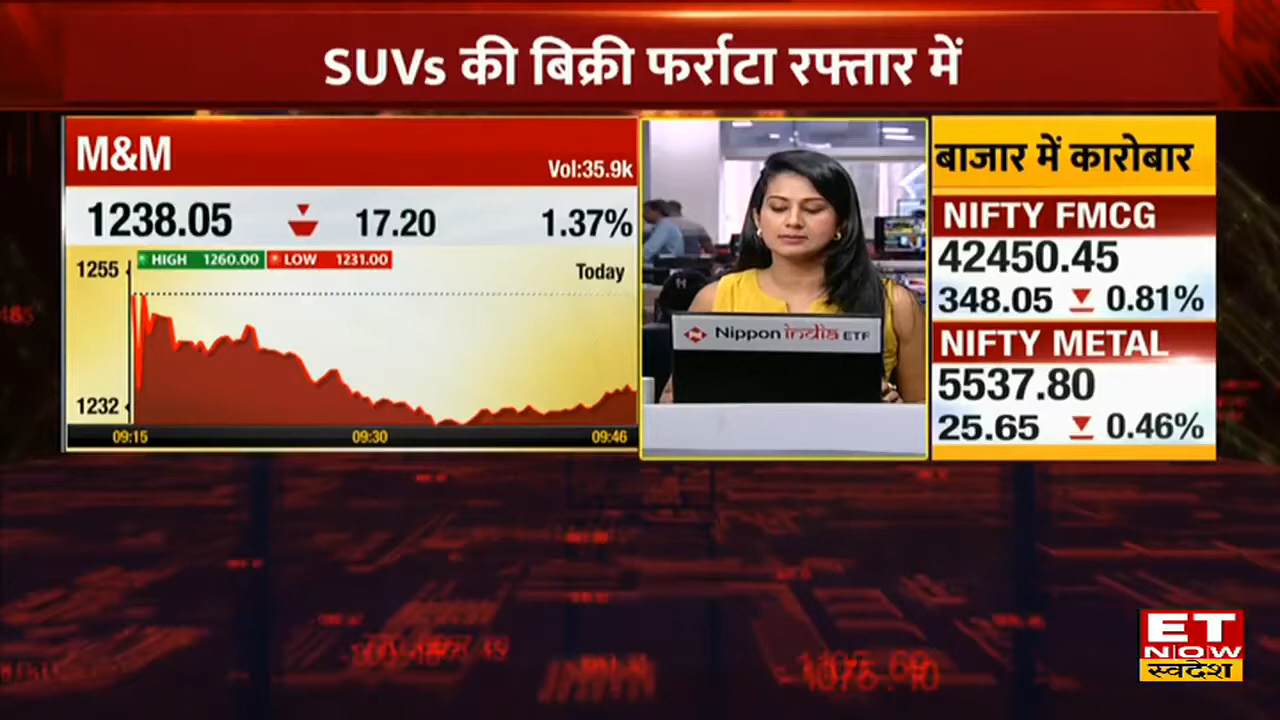 SUVs की बिक्री फर्राटा रफ्तार में
M&M
Vol:35.9k
1238.05 17.20 1.37%
HIGH 1260.00 LOW 1231.00
Today
1255
1232
09:15 09:30 09:46
Nippon india ETF
बाजार में कारोबार
NIFTY FMCG
42450.45
348.05 0.81%
NIFTY METAL
5537.80
25.65 0.46%
ET
NOW
स्वदेश